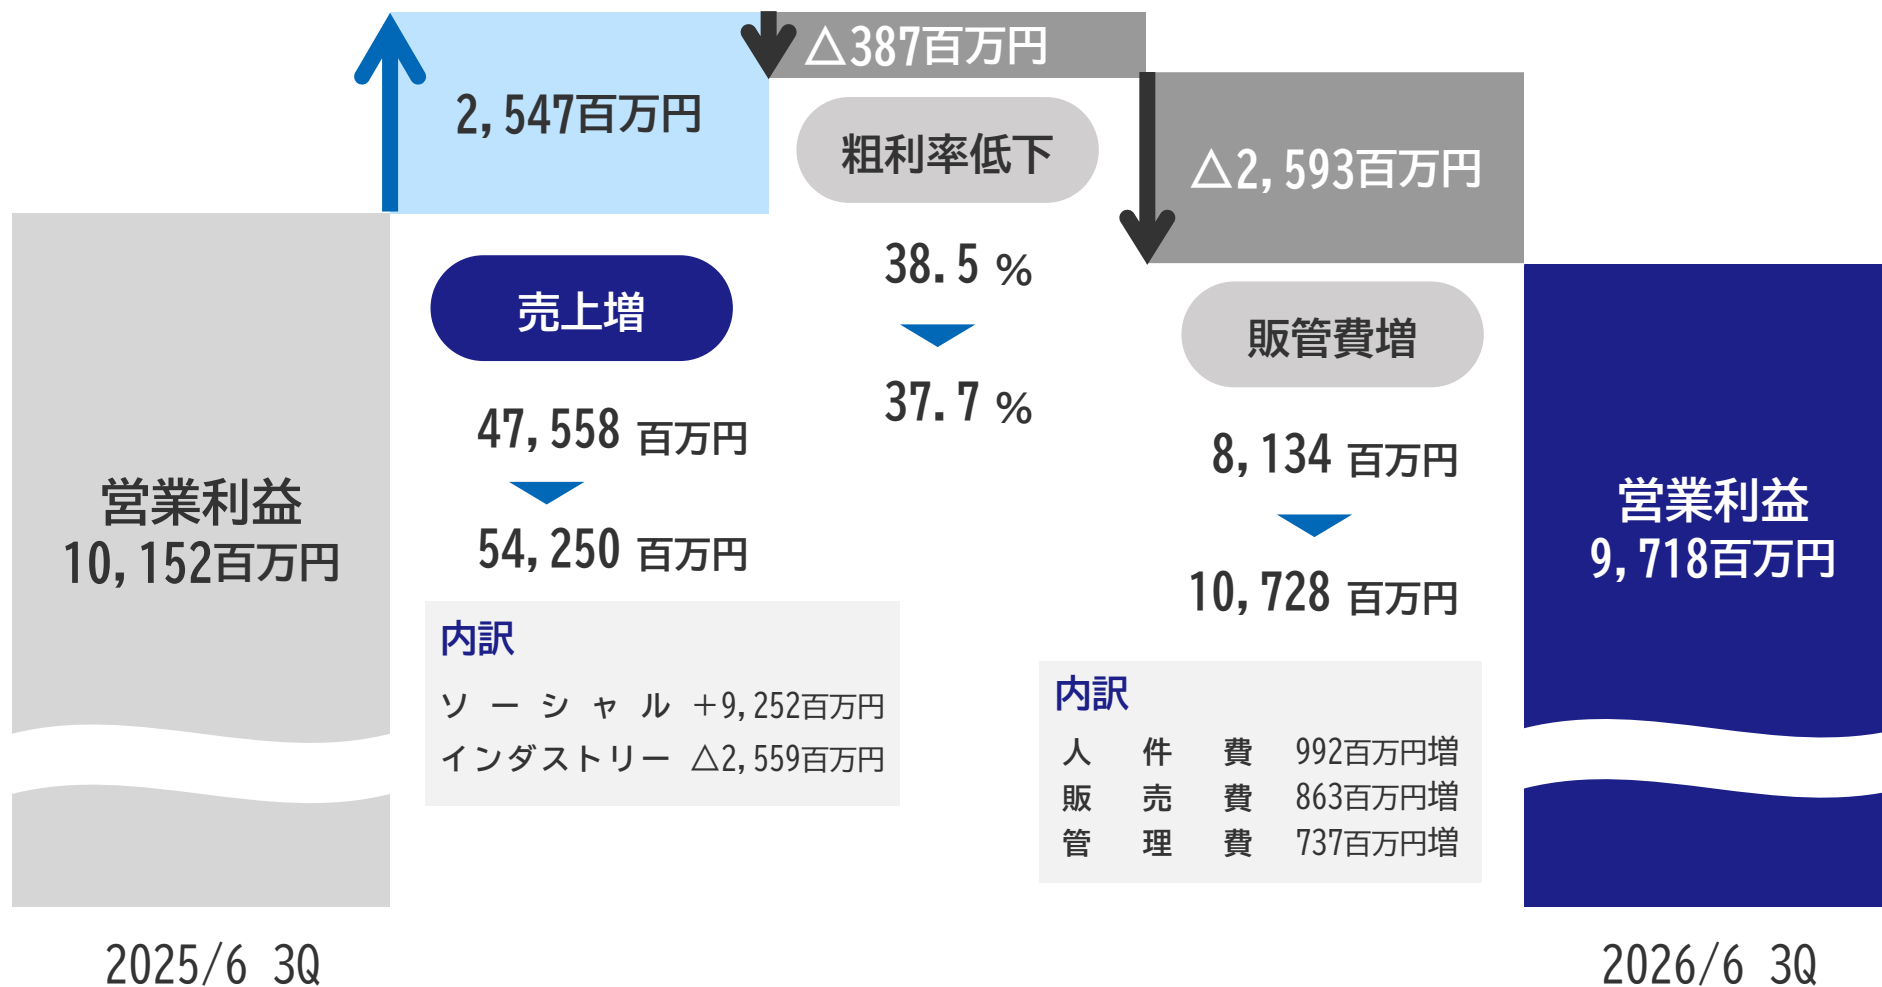 2,547百万円
△387百万円
△2,593百万円
粗利率低下
38.5 %
37.7 %
売上増
47,558 百万円
54,250 百万円
内訳
ソーシャル +9,252百万円
インダストリー △2,559百万円
販管費増
8,134 百万円
10,728 百万円
内訳
人件費 992百万円増
販売費 863百万円増
管理費 737百万円増
営業利益
10,152百万円
営業利益
9,718百万円
2025/6 3Q
2026/6 3Q